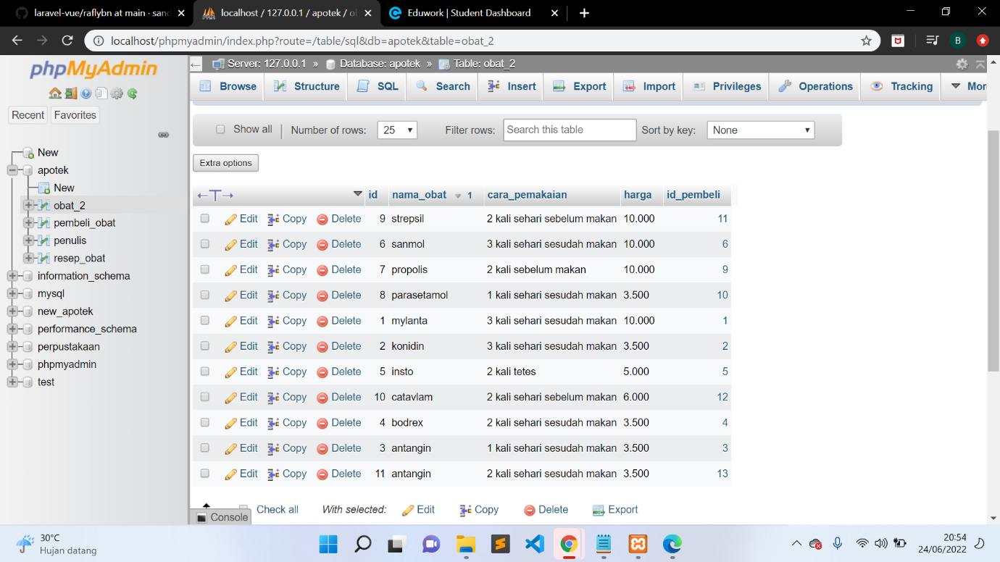 laravel-vue/raflybn at main · sand
localhost / 127.0.0.1 / apotek / ob
Eduwork | Student Dashboard
localhost/phpmyadmin/index.php?route=/table/sql&db=apotek&table=obat_2
B
phpMyAdmin
Recent
Favorites
New
apotek
New
obat_2
pembeli_obat
penulis
resep_obat
information_schema
mysql
new_apotek
performance_schema
perpustakaan
phpmyadmin
test
Server: 127.0.0.1 » Database: apotek » Table: obat_2
Browse Structure SQL Search Insert Export Import Privileges Operations Tracking Mor
Show all Number of rows: 25 Filter rows: Search this table Sort by key: None
Extra options
←T→ id nama_obat 1 cara_pemakaian harga id_pembeli
Edit Copy Delete 9 strepsil 2 kali sehari sebelum makan 10.000 11
Edit Copy Delete 6 sanmol 3 kali sehari sesudah makan 10.000 6
Edit Copy Delete 7 propolis 2 kali sebelum makan 10.000 9
Edit Copy Delete 8 parasetamol 1 kali sehari sesudah makan 3.500 10
Edit Copy Delete 1 mylanta 3 kali sehari sesudah makan 10.000 1
Edit Copy Delete 2 konidin 3 kali sehari sesudah makan 3.500 2
Edit Copy Delete 5 insto 2 kali tetes 5.000 5
Edit Copy Delete 10 catavlam 2 kali sehari sebelum makan 6.000 12
Edit Copy Delete 4 bodrex 2 kali sehari sesudah makan 3.500 4
Edit Copy Delete 3 antangin 1 kali sehari sesudah makan 3.500 3
Edit Copy Delete 11 antangin 2 kali sehari sesudah makan 3.500 13
Check all With selected: Edit Copy Delete Export
Console
30°C
Hujan datang
20:54
24/06/2022